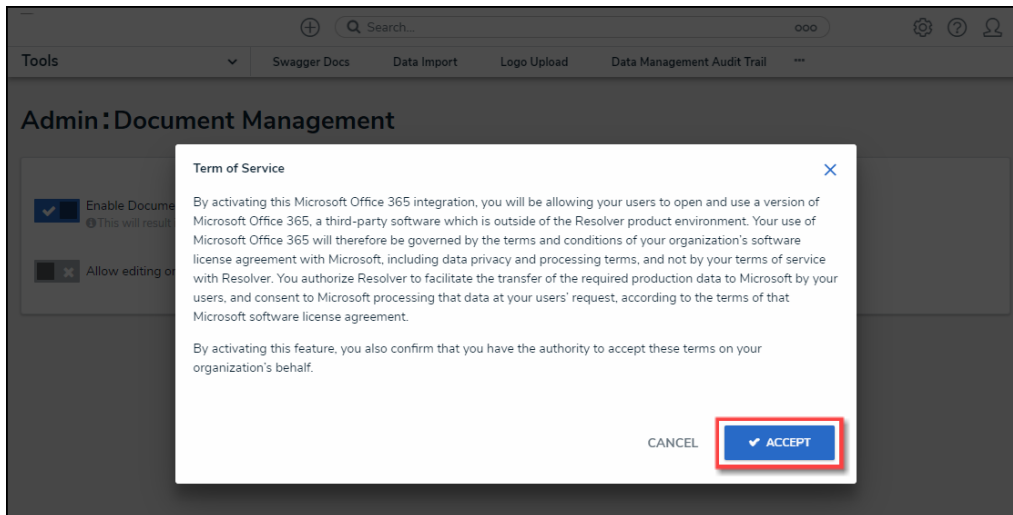 Search... ooo
Tools Swagger Docs Data Import Logo Upload Data Management Audit Trail ...
Admin: Document Management
Term of Service
By activating this Microsoft Office 365 integration, you will be allowing your users to open and use a version of
Microsoft Office 365, a third-party software which is outside of the Resolver product environment. Your use of
Microsoft Office 365 will therefore be governed by the terms and conditions of your organization's software
license agreement with Microsoft, including data privacy and processing terms, and not by your terms of service
with Resolver. You authorize Resolver to facilitate the transfer of the required production data to Microsoft by your
users, and consent to Microsoft processing that data at your users' request, according to the terms of that
Microsoft software license agreement.
By activating this feature, you also confirm that you have the authority to accept these terms on your
organization's behalf.
Enable Docume
This will result
Allow editing or
CANCEL ACCEPT